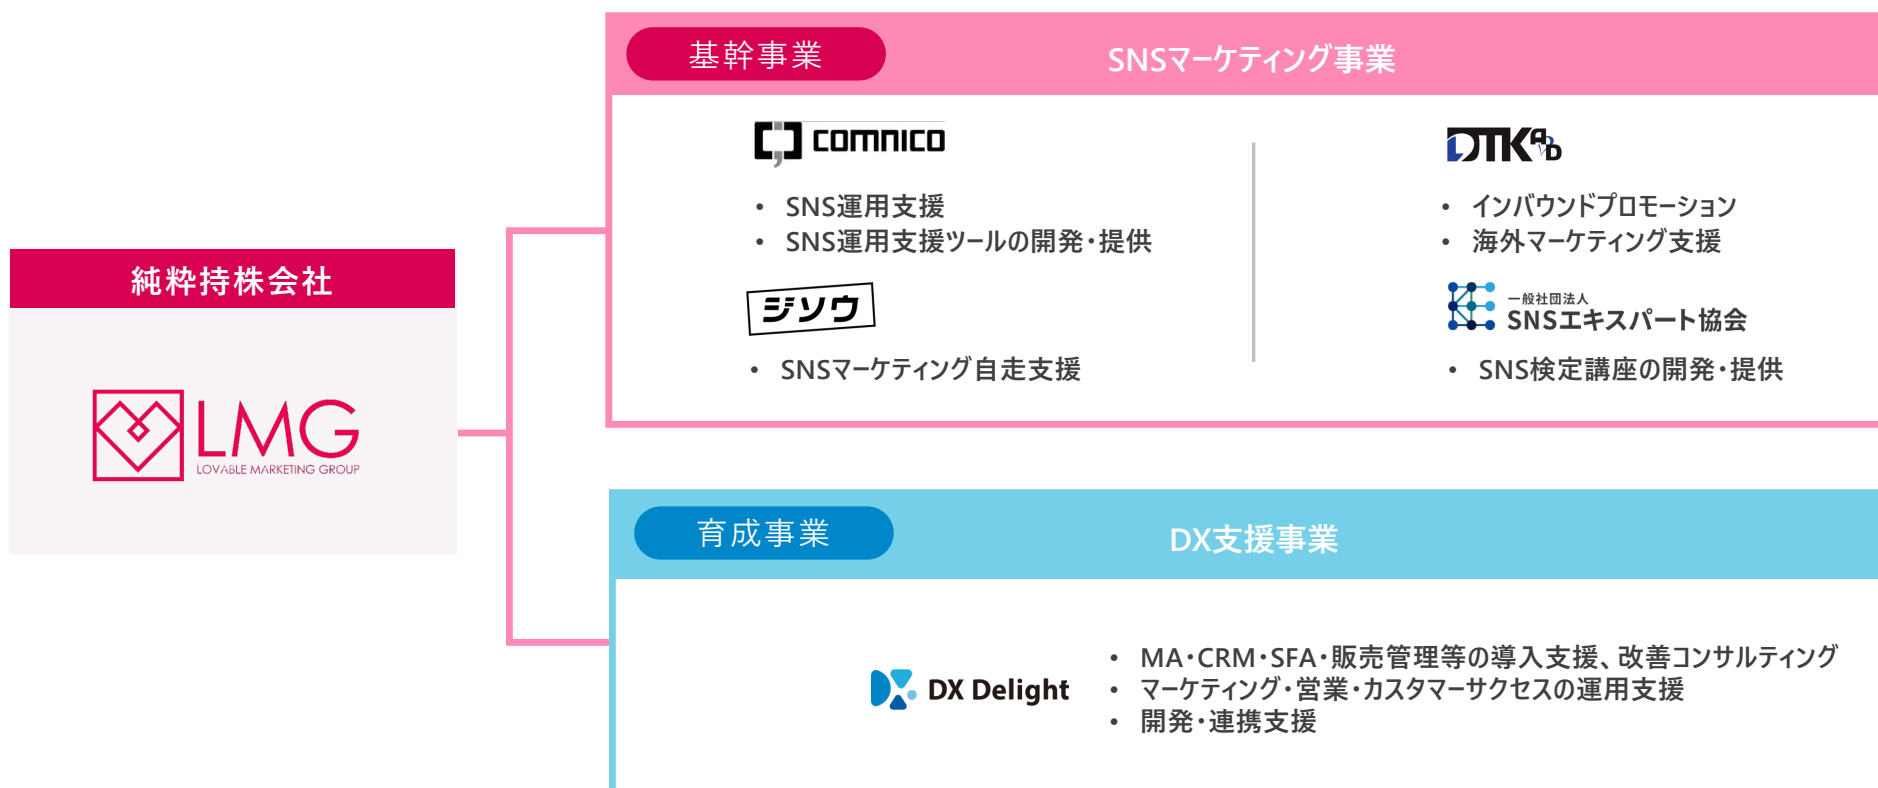 純粋持株会社
LMG
LOVABLE MARKETING GROUP
基幹事業
SNSマーケティング事業
comnico
• SNS運用支援
• SNS運用支援ツールの開発・提供
ジソウ
• SNSマーケティング自走支援
DTK AD
• インバウンドプロモーション
• 海外マーケティング支援
一般社団法人
SNSエキスパート協会
• SNS検定講座の開発・提供
育成事業
DX支援事業
DX Delight
• MA・CRM・SFA・販売管理等の導入支援、改善コンサルティング
• マーケティング・営業・カスタマーサクセスの運用支援
• 開発・連携支援